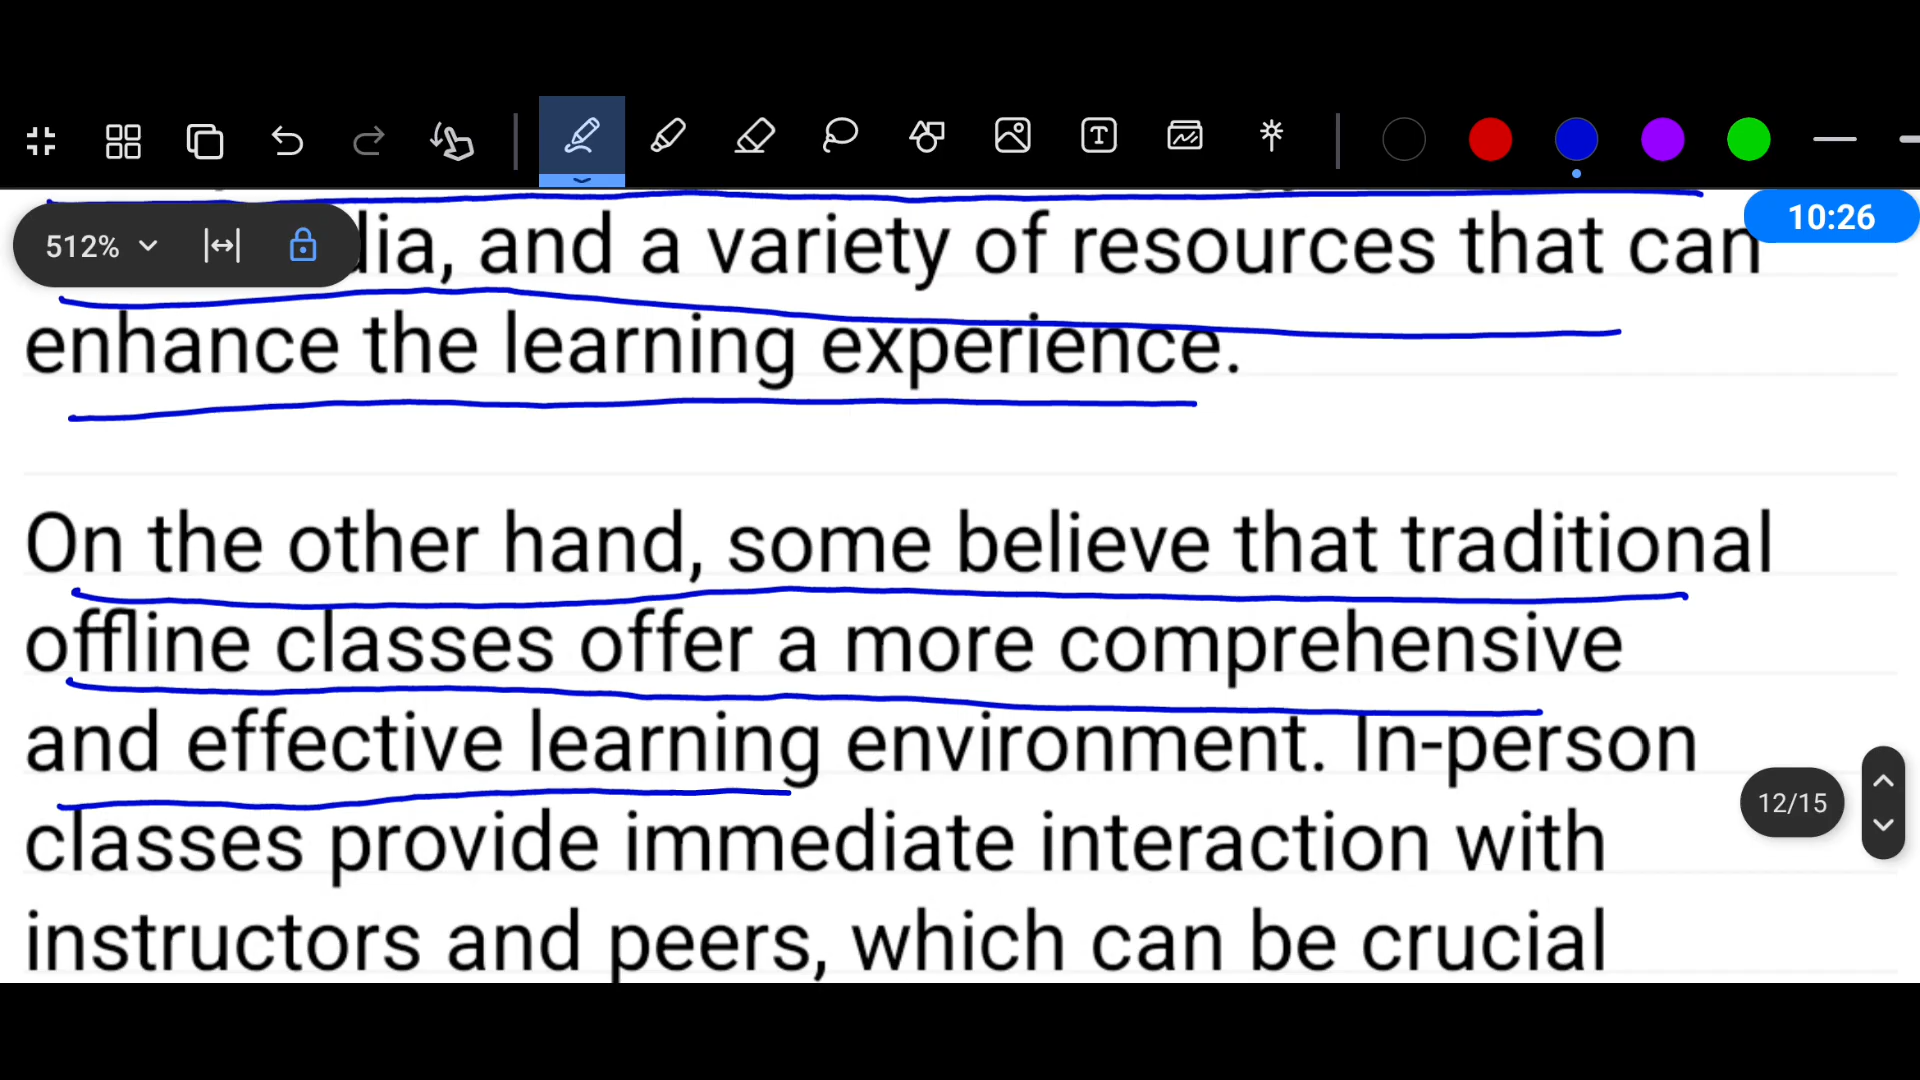 10:26
512%
dia, and a variety of resources that can
enhance the learning experience.
On the other hand, some believe that traditional
offline classes offer a more comprehensive
and effective learning environment. In-person
12/15
classes provide immediate interaction with
instructors and peers, which can be crucial